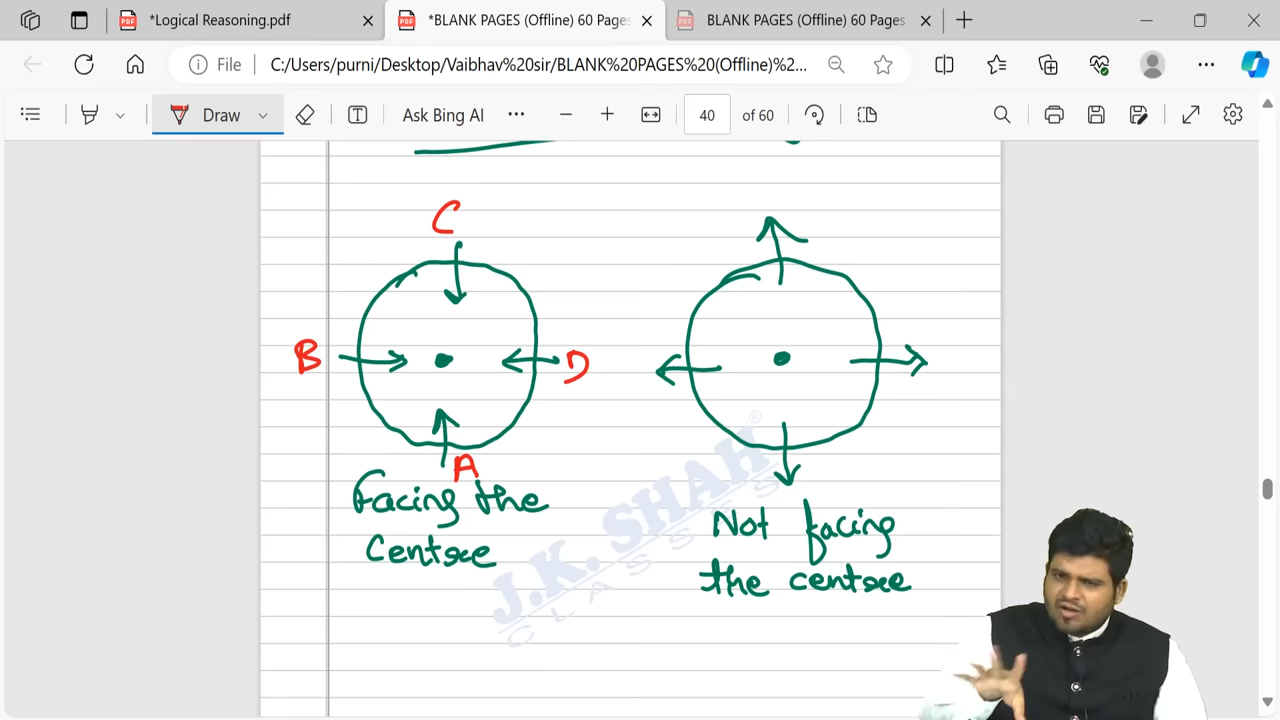 *Logical Reasoning.pdf
*BLANK PAGES (Offline) 60 Pages
BLANK PAGES (Offline) 60 Pages
File
C:/Users/purni/Desktop/Vaibhav%20sir/BLANK%20PAGES%20(Offline)%2...
Draw
Ask Bing AI
40
of 60
C
B
D
A
Facing the
Centre
Not facing
the centre
J.K. SHAH®
CLASSES